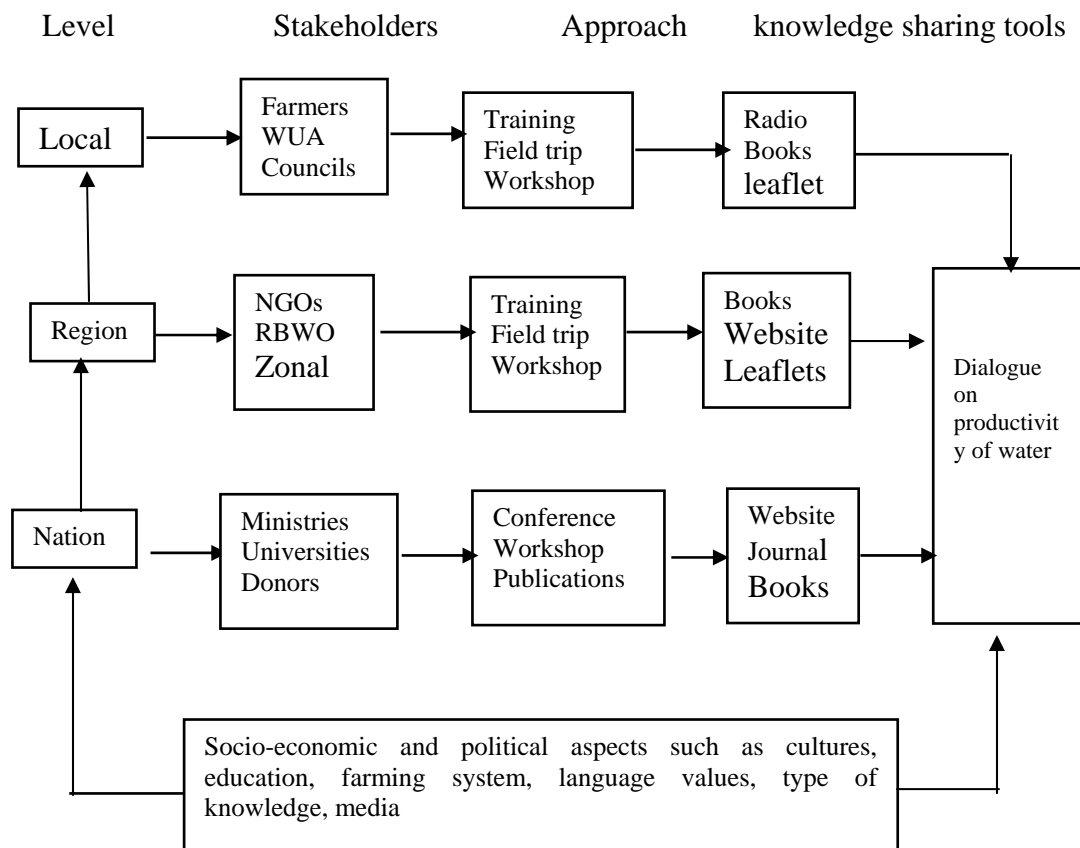 Level Stakeholders Approach knowledge sharing tools
Local
Farmers
WUA
Councils
Training
Field trip
Workshop
Radio
Books
leaflet
Region
NGOs
RBWO
Zonal
Training
Field trip
Workshop
Books
Website
Leaflets
Dialogue
on
productivit
y of water
Nation
Ministries
Universities
Donors
Conference
Workshop
Publications
Website
Journal
Books
Socio-economic and political aspects such as cultures,
education, farming system, language values, type of
knowledge, media